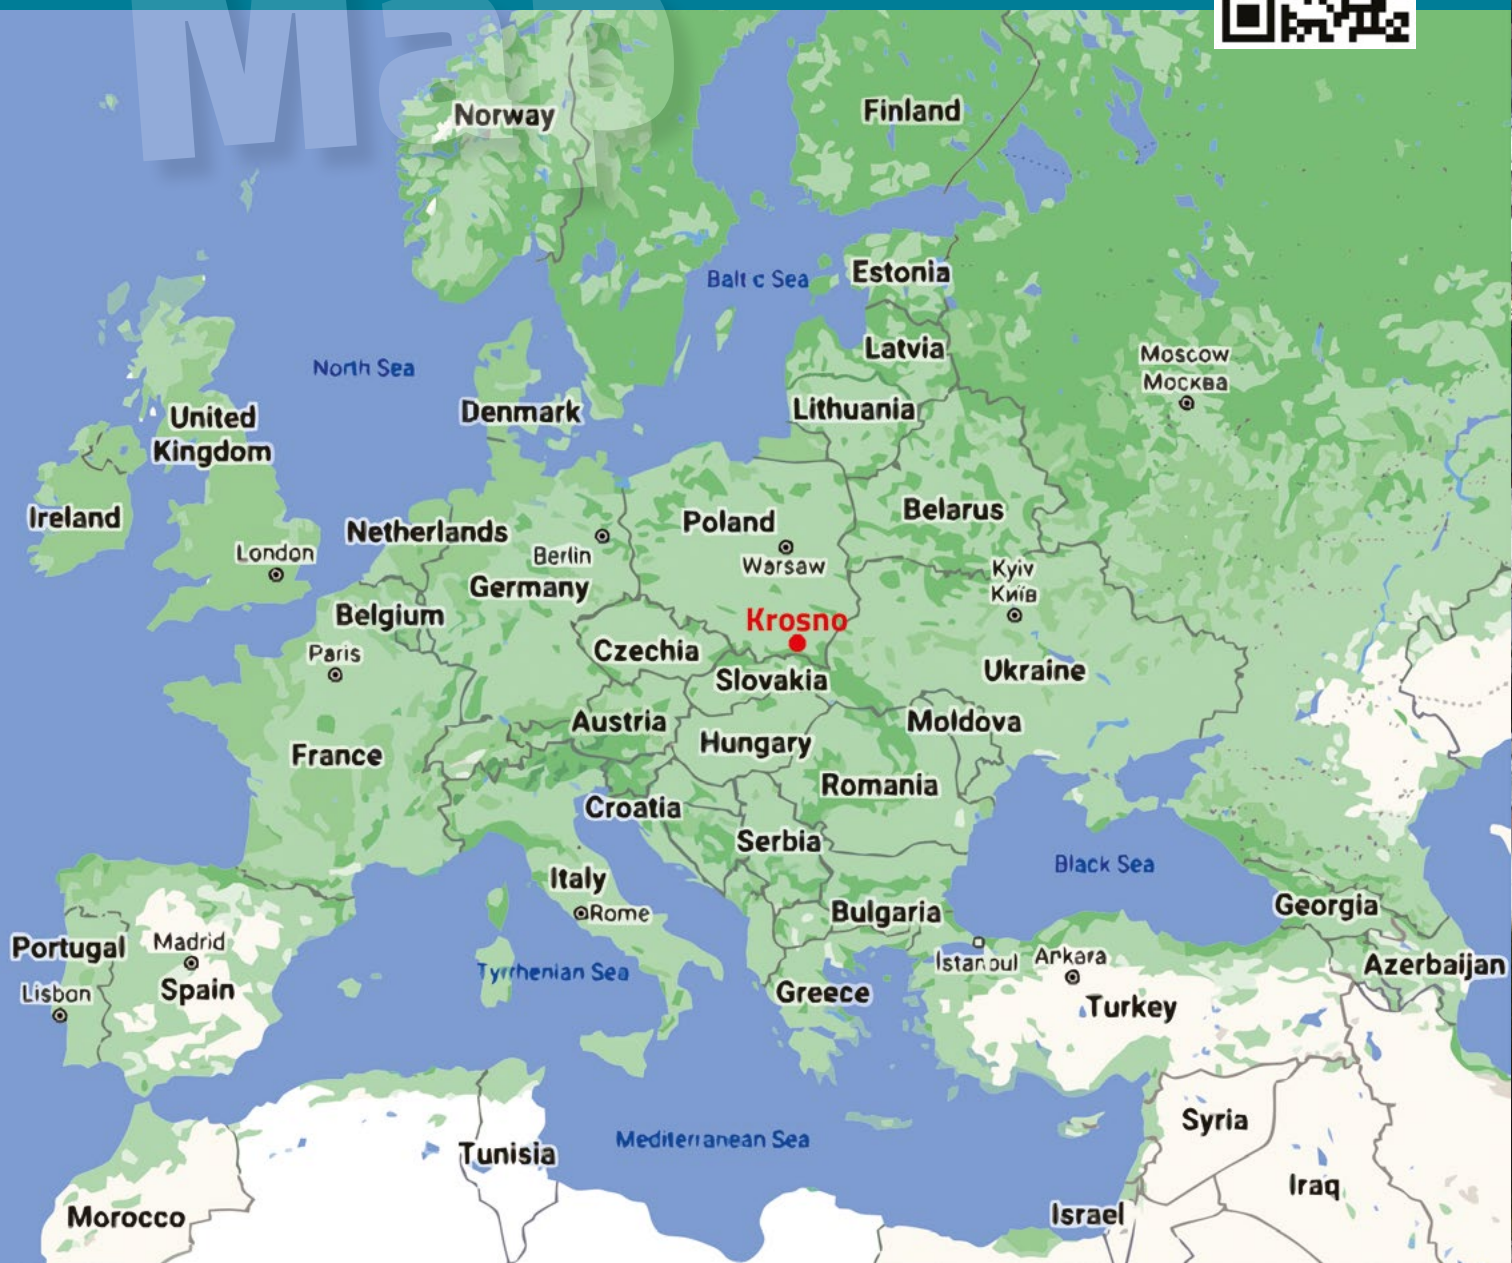 Map
Norway
Finland
Estonia
Balt c Sea
Latvia
Moscow
Москва
North Sea
Denmark
Lithuania
United
Kingdom
Ireland
Belarus
Netherlands
Poland
London
Berlin
Warsaw
Kyiv
Київ
Germany
Belgium
Krosno
Paris
Czechia
Ukraine
Slovakia
Austria
Moldova
Hungary
France
Romania
Croatia
Serbia
Black Sea
Italy
Georgia
Rome
Bulgaria
Portugal
Madrid
Istanbul
Ankara
Azerbaijan
Tyrrhenian Sea
Lisbon
Spain
Greece
Turkey
Syria
Mediterranean Sea
Tunisia
Iraq
Morocco
Israel